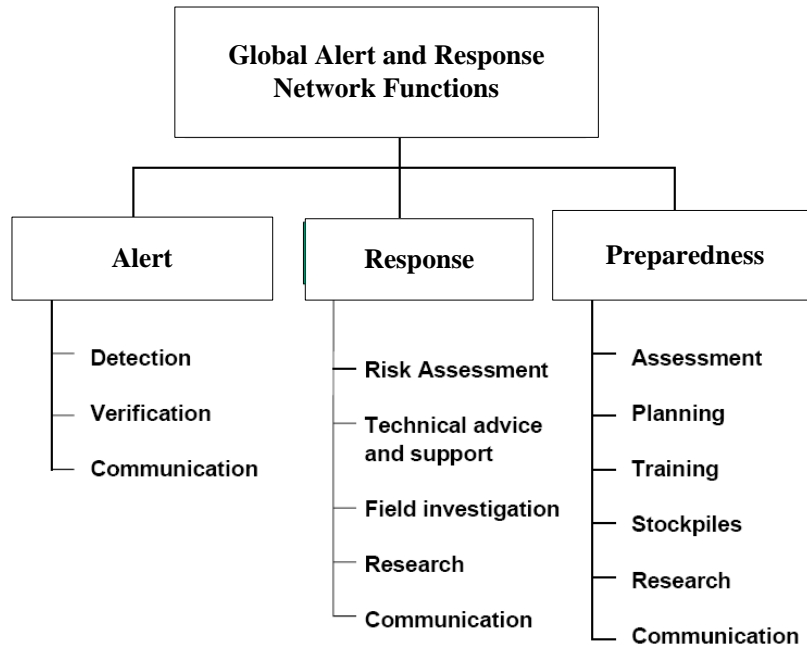 Global Alert and Response
Network Functions
Alert
Detection
Verification
Communication
Response
Risk Assessment
Technical advice
and support
Field investigation
Research
Communication
Preparedness
Assessment
Planning
Training
Stockpiles
Research
Communication